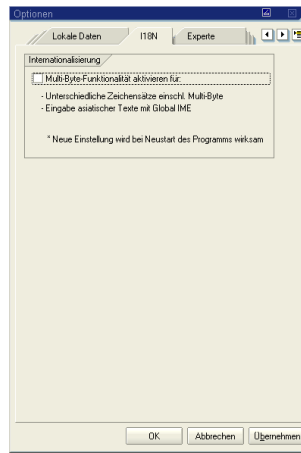 Optionen
Lokale Daten I18N Experte
Internationalisierung
Multi-Byte-Funktionalität aktivieren für:
- Unterschiedliche Zeichensätze einschl. Multi-Byte
- Eingabe asiatischer Texte mit Global IME
* Neue Einstellung wird bei Neustart des Programms wirksam
OK Abbrechen Übernehmen